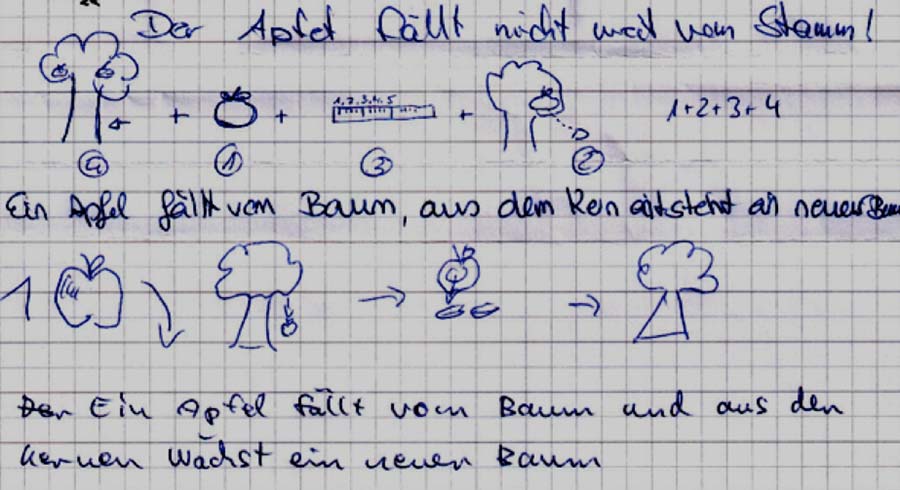 Der Apfel fällt nicht weit vom Stamm!
1 2 3 4 5
+ + + 1+2+3+4
4 1 3 2
Ein Apfel fällt vom Baum, aus dem Kern entsteht ein neuer Baum
1
Der Ein Apfel fällt vom Baum und aus den
kernen wächst ein neuer Baum